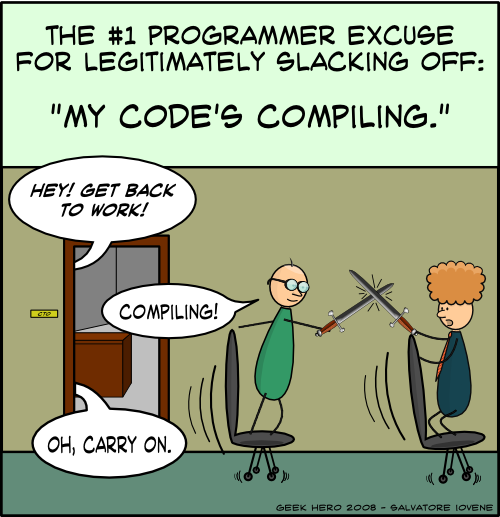 THE #1 PROGRAMMER EXCUSE
FOR LEGITIMATELY SLACKING OFF:
"MY CODE'S COMPILING."
HEY! GET BACK
TO WORK!
CTO
COMPILING!
OH, CARRY ON.
GEEK HERO 2008 - SALVATORE IOVENE